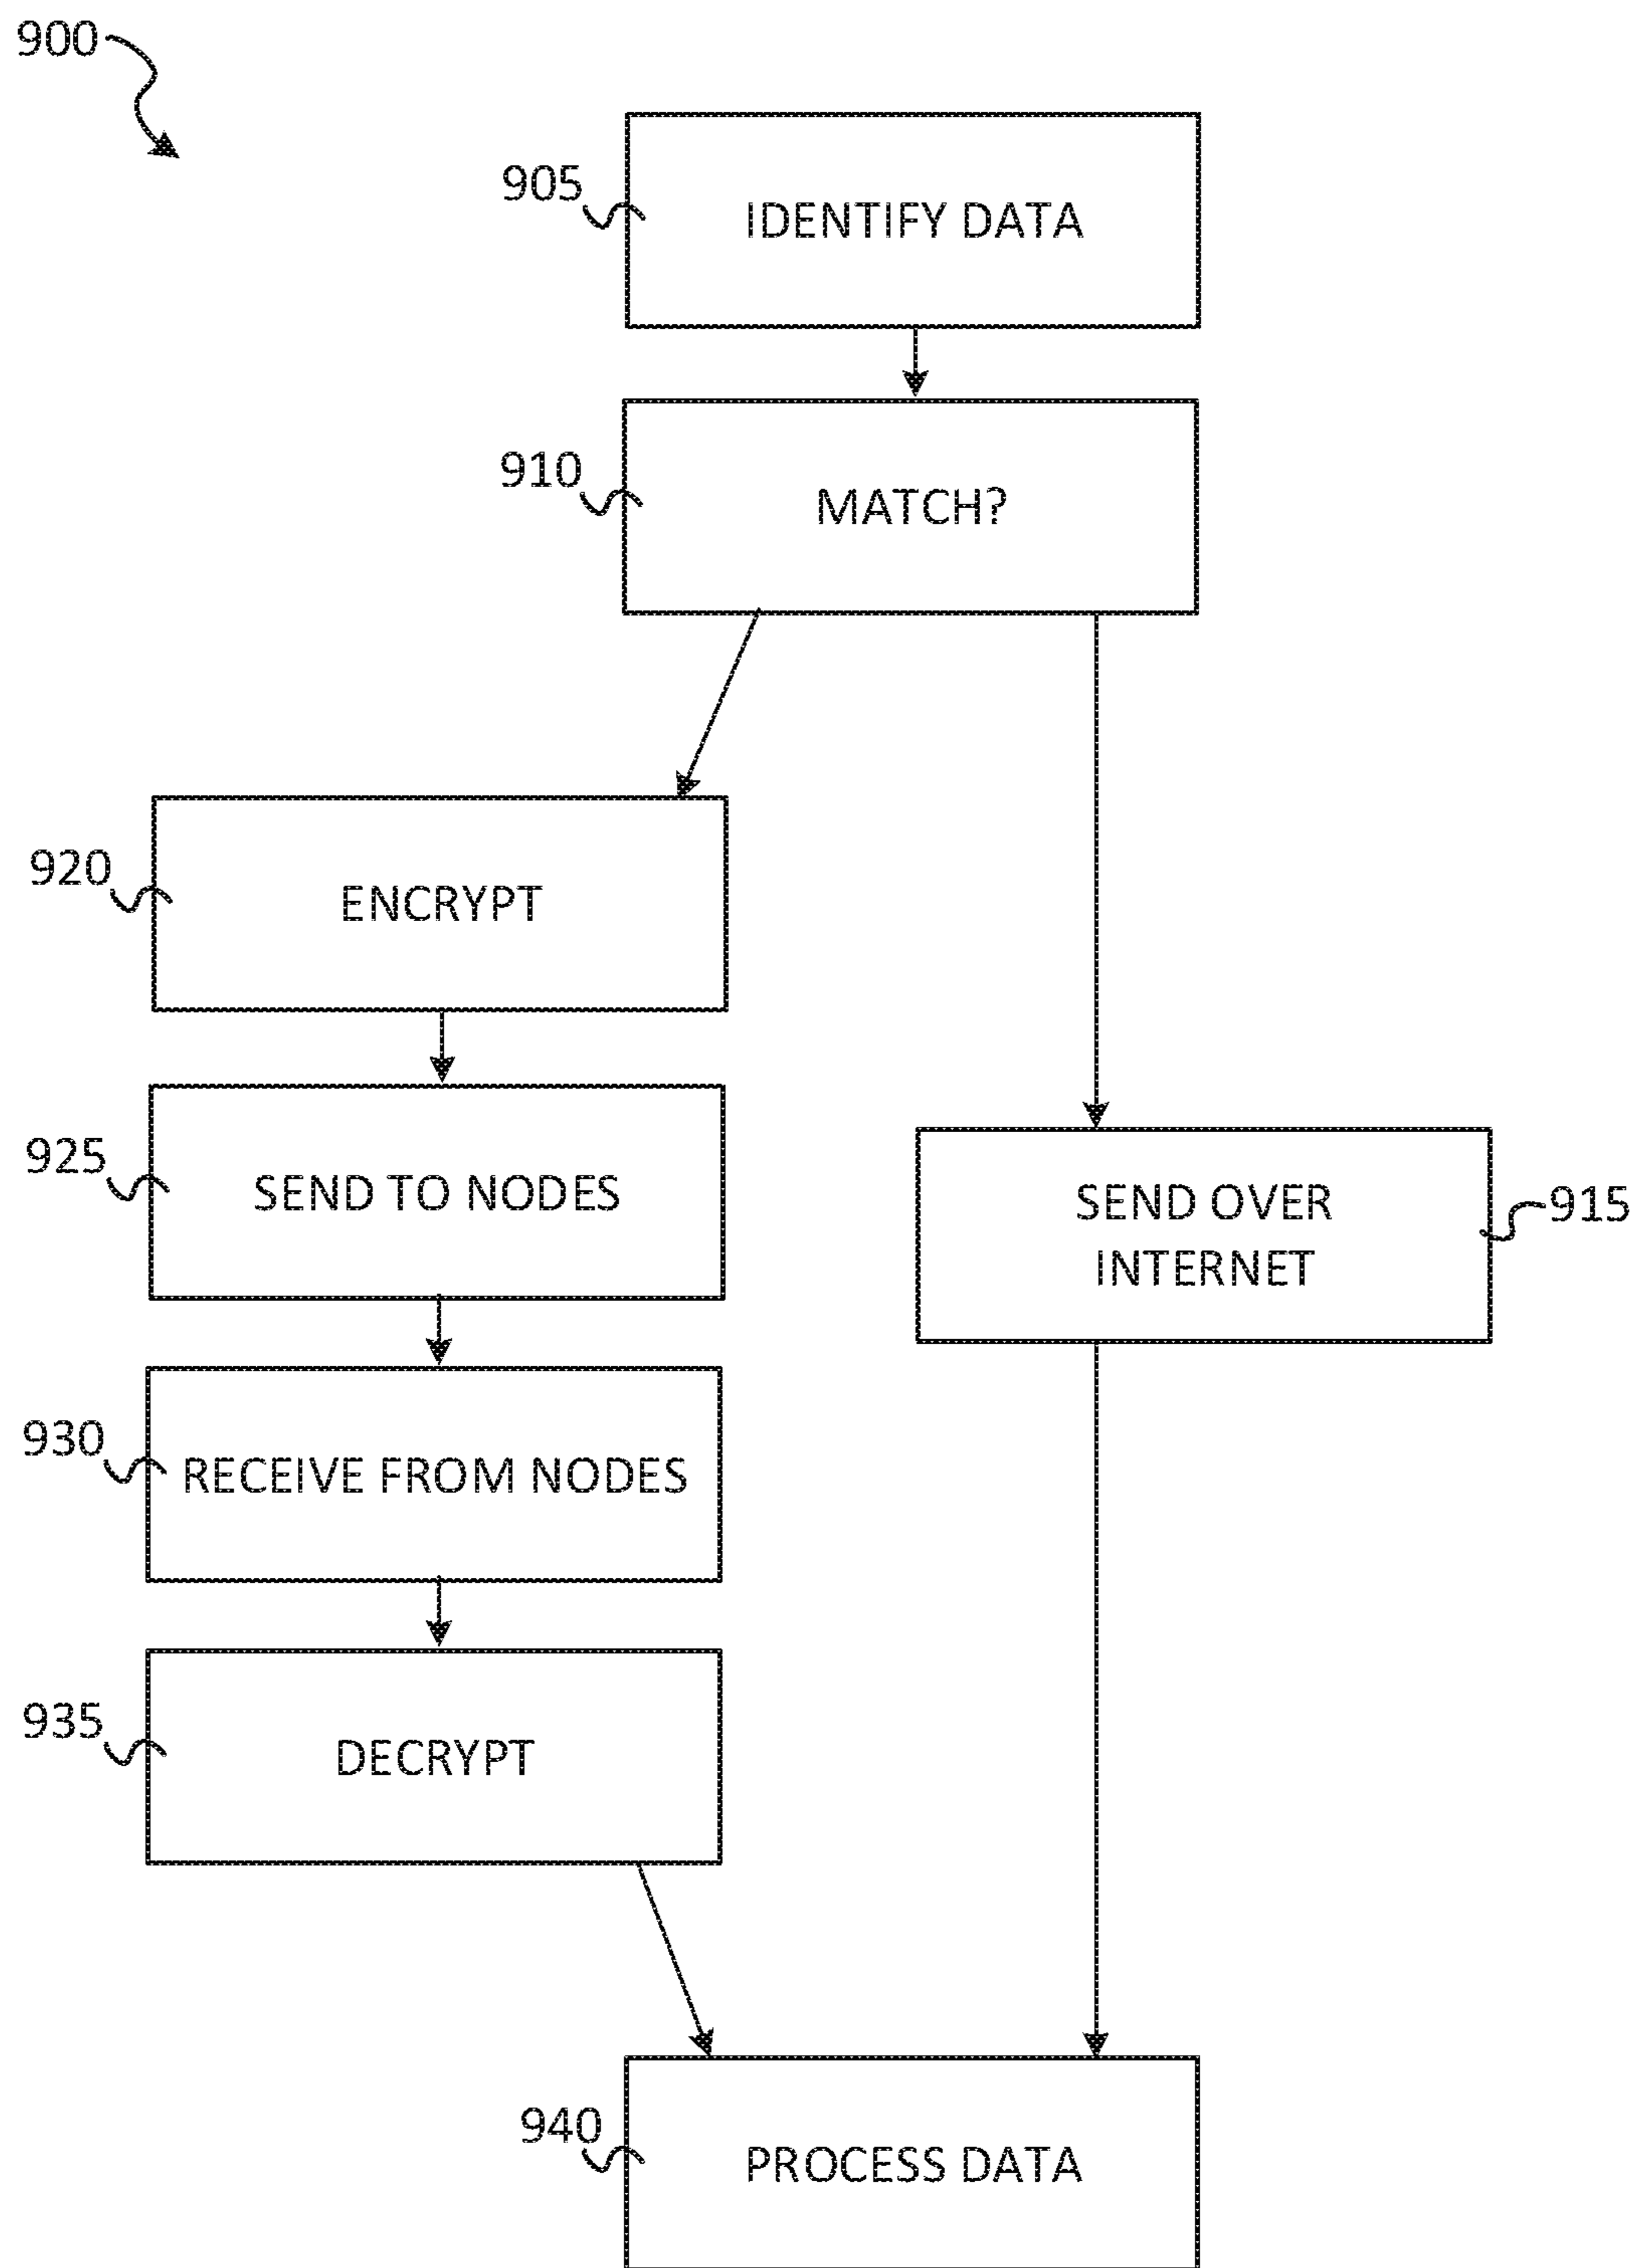 900
905
IDENTIFY DATA
910
MATCH?
920
ENCRYPT
925
SEND TO NODES
SEND OVER
INTERNET
915
930
RECEIVE FROM NODES
935
DECRYPT
940
PROCESS DATA